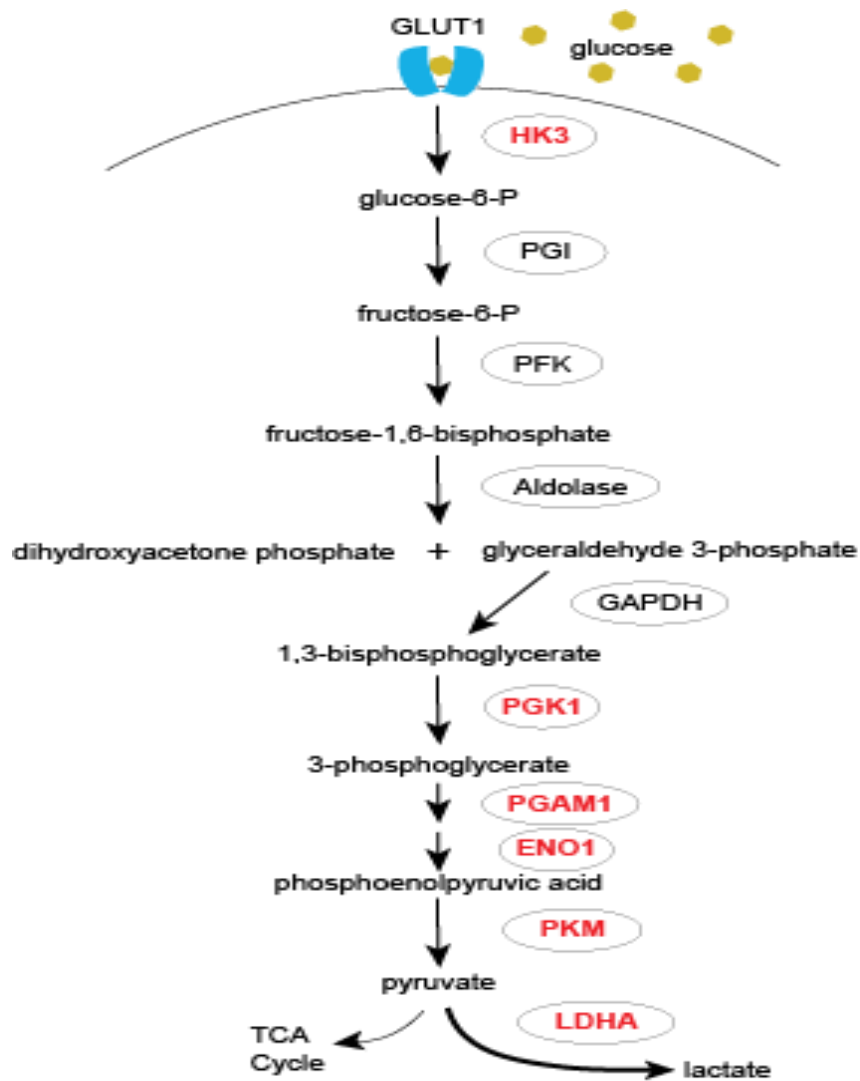 GLUT1
glucose
HK3
glucose-6-P
PGI
fructose-6-P
PFK
fructose-1,6-bisphosphate
Aldolase
dihydroxyacetone phosphate + glyceraldehyde 3-phosphate
GAPDH
1,3-bisphosphoglycerate
PGK1
3-phosphoglycerate
PGAM1
ENO1
phosphoenolpyruvic acid
PKM
pyruvate
LDHA
TCA
Cycle
lactate